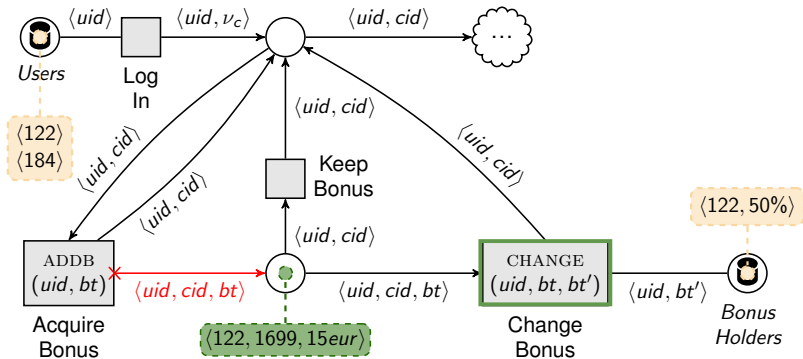 ⟨uid⟩
⟨uid, νc⟩
⟨uid, cid⟩
...
Users
Log
In
⟨122⟩
⟨184⟩
⟨uid, cid⟩
⟨uid, cid⟩
⟨uid, cid⟩
⟨uid, cid⟩
Keep
Bonus
⟨uid, cid⟩
⟨122, 50%⟩
ADDB
(uid, bt)
⟨uid, cid, bt⟩
⟨uid, cid, bt⟩
CHANGE
(uid, bt, bt′)
⟨uid, bt′⟩
Bonus
Holders
Acquire
Bonus
⟨122, 1699, 15eur⟩
Change
Bonus